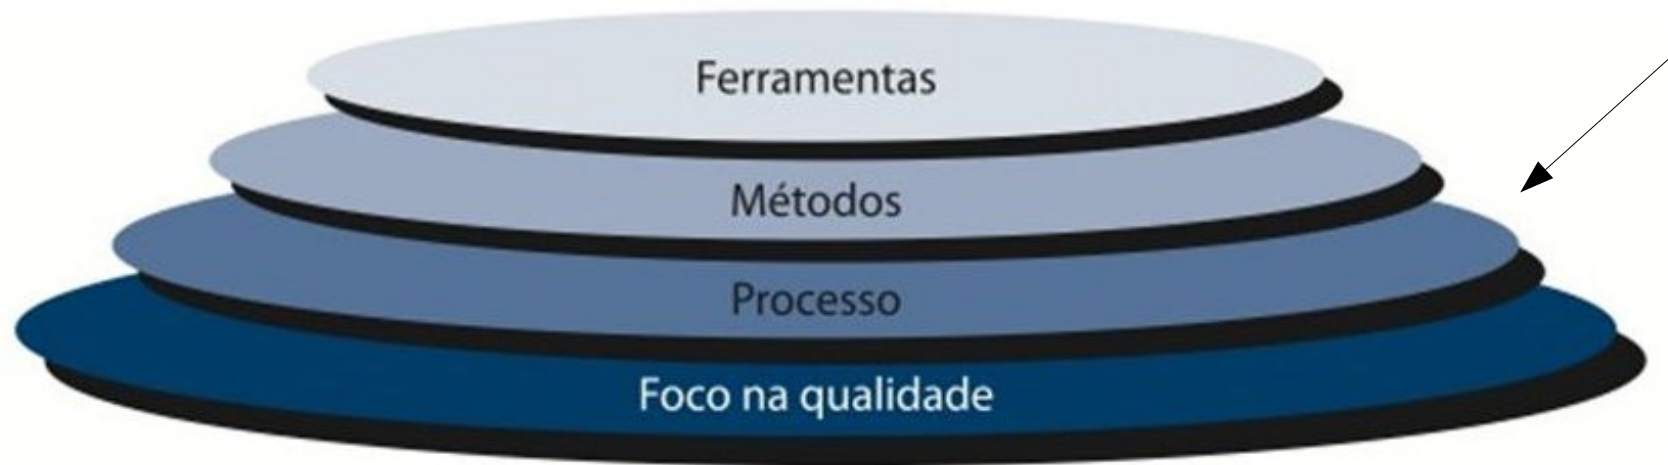 Ferramentas
Métodos
Processo
Foco na qualidade